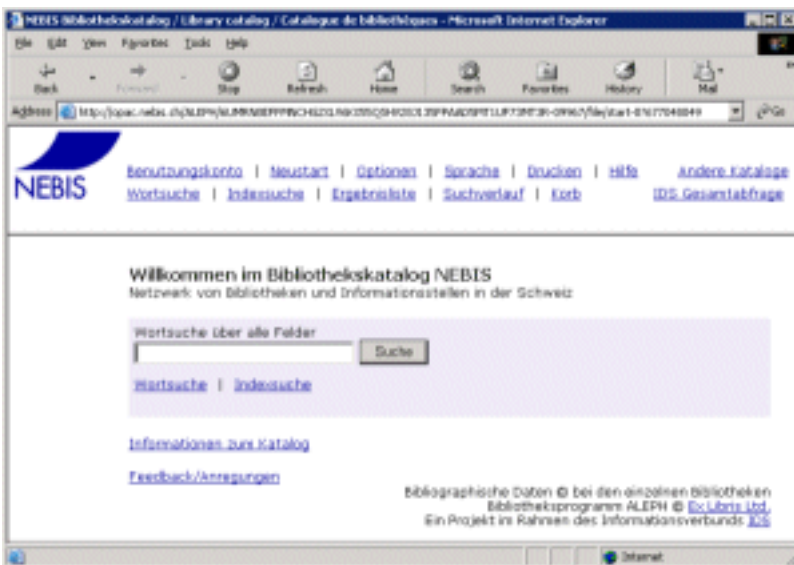 NEBIS Bibliothekskatalog / Library catalog / Catalogue de bibliothèques - Microsoft Internet Explorer
File Edit View Favorites Tools Help
Back Forward Stop Refresh Home Search Favorites History Mail
Address Go
NEBIS
Benutzungskonto | Neustart | Optionen | Sprache | Drucken | Hilfe Andere Kataloge
Wortsuche | Indexsuche | Ergebnisliste | Suchverlauf | Korb IDS Gesamtabfrage
Willkommen im Bibliothekskatalog NEBIS
Netzwerk von Bibliotheken und Informationsstellen in der Schweiz
Wortsuche über alle Felder
Suche
Wortsuche | Indexsuche
Informationen zum Katalog
Feedback/Anregungen
Bibliographische Daten © bei den einzelnen Bibliotheken
Bibliotheksprogramm ALEPH © Ex Libris Ltd.
Ein Projekt im Rahmen des Informationsverbunds IDS
Internet